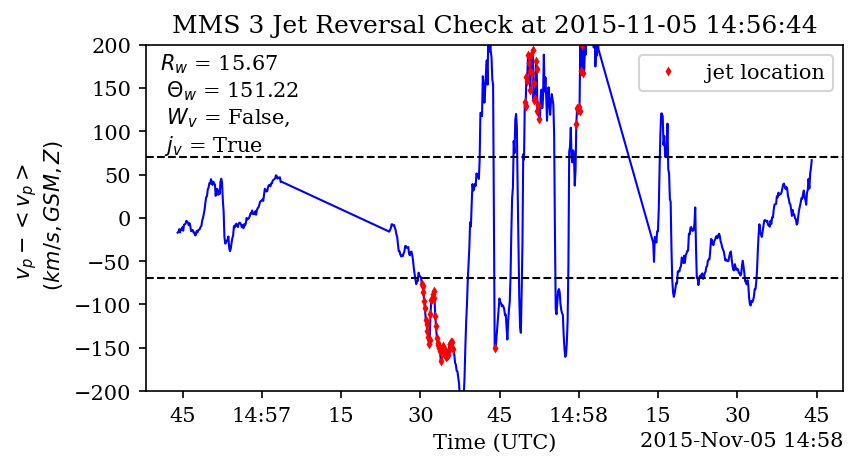 MMS 3 Jet Reversal Check at 2015-11-05 14:56:44
R_w = 15.67
Θ_w = 151.22
W_v = False,
j_v = True
jet location
200
150
100
50
0
−50
−100
−150
−200
v_p − < v_p >
(km/s, GSM, Z)
45 14:57 15 30 45 14:58 15 30 45
Time (UTC)
2015-Nov-05 14:58